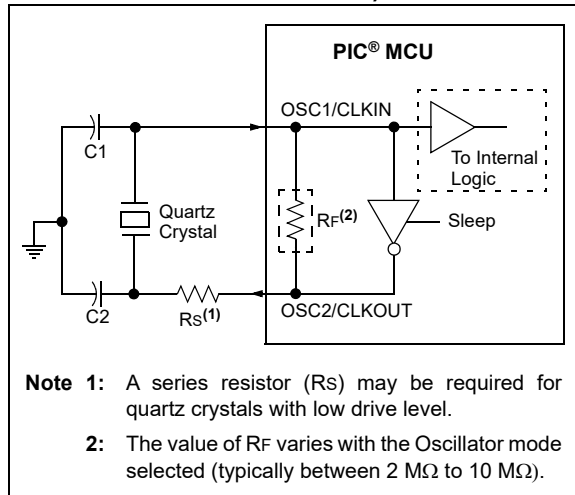 PIC® MCU
OSC1/CLKIN
C1
To Internal
Logic
Quartz
Crystal
RF(2)
Sleep
C2
RS(1)
OSC2/CLKOUT
Note 1: A series resistor (RS) may be required for
quartz crystals with low drive level.
2: The value of RF varies with the Oscillator mode
selected (typically between 2 MΩ to 10 MΩ).